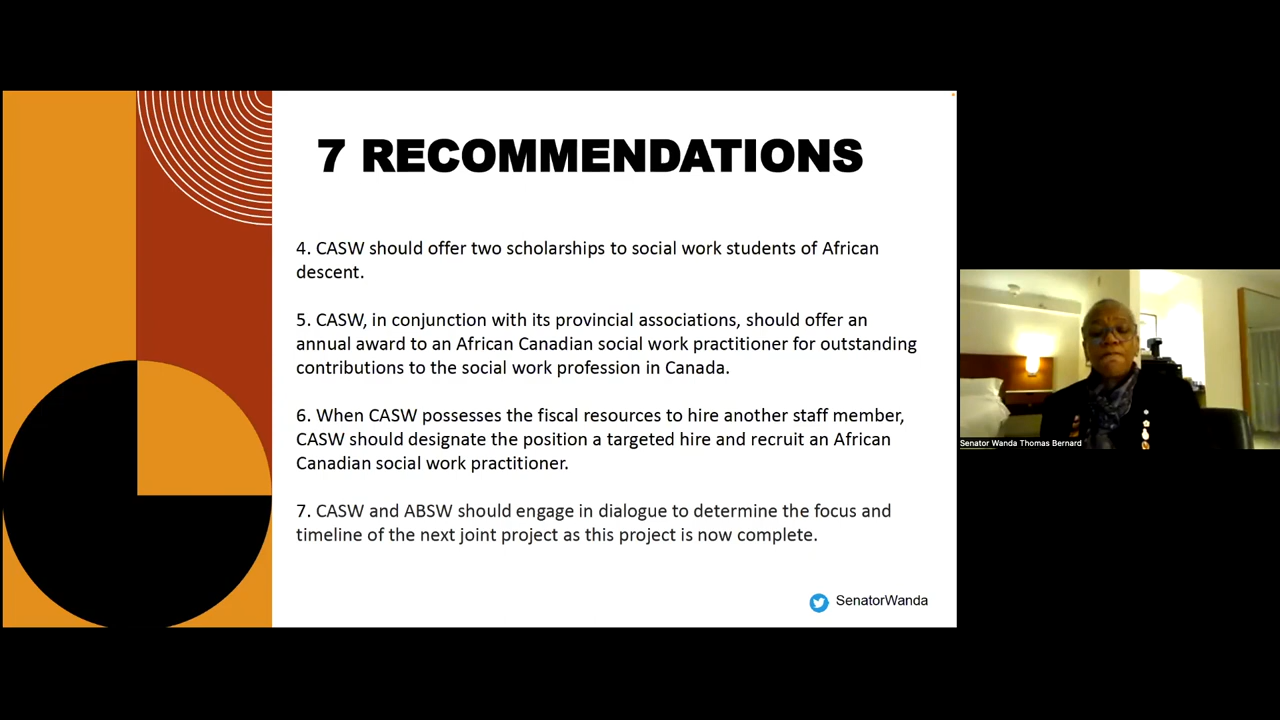 7 RECOMMENDATIONS
4. CASW should offer two scholarships to social work students of African
descent.
5. CASW, in conjunction with its provincial associations, should offer an
annual award to an African Canadian social work practitioner for outstanding
contributions to the social work profession in Canada.
6. When CASW possesses the fiscal resources to hire another staff member,
CASW should designate the position a targeted hire and recruit an African
Canadian social work practitioner.
7. CASW and ABSW should engage in dialogue to determine the focus and
timeline of the next joint project as this project is now complete.
SenatorWanda
Senator Wanda Thomas Bernard